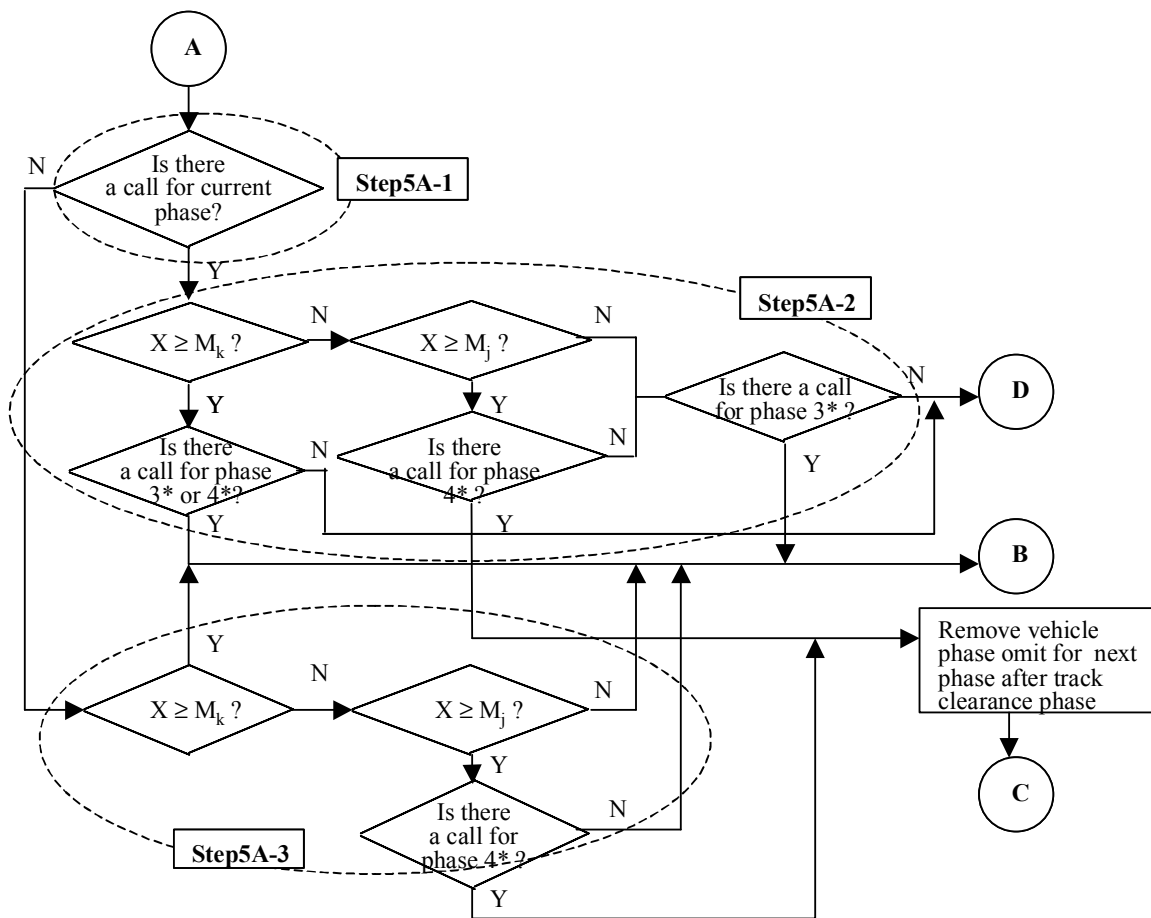 A
N
Is there
a call for current
phase?
Step5A-1
Y
Step5A-2
X ≥ Mk ?
N
X ≥ Mj ?
N
Is there a call
for phase 3* ?
N
D
Y
Y
Is there
a call for phase
3* or 4*?
N
Is there
a call for phase
4* ?
N
Y
Y
Y
B
Remove vehicle
phase omit for next
phase after track
clearance phase
Y
X ≥ Mk ?
N
X ≥ Mj ?
N
Y
C
Is there
a call for
phase 4* ?
N
Step5A-3
Y